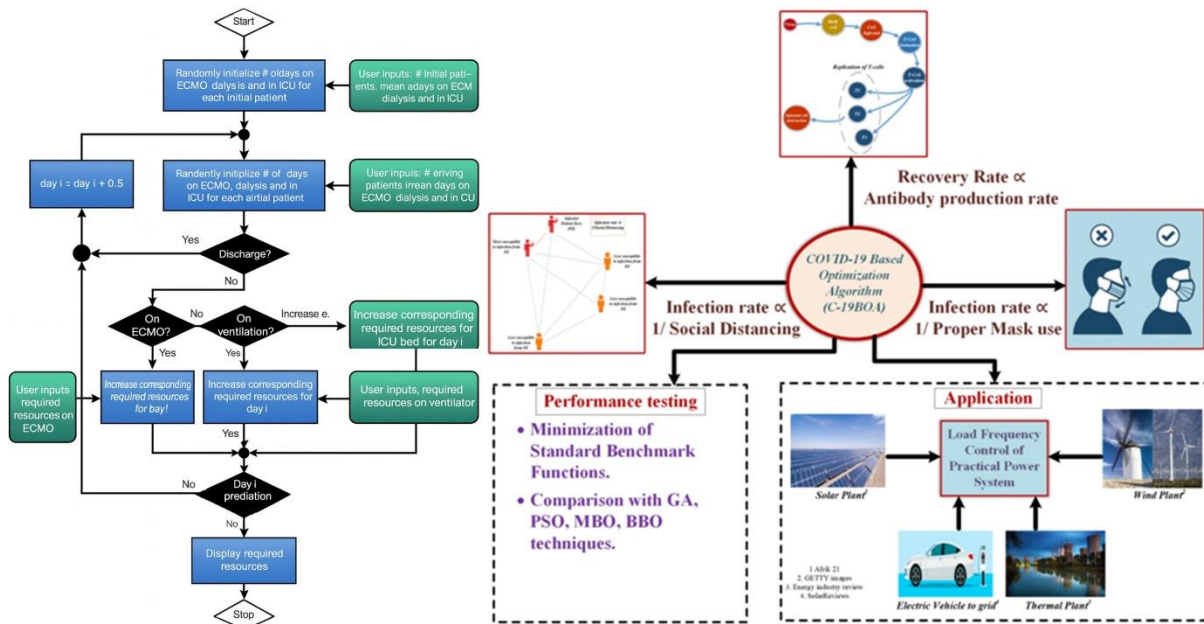 Start
Randomly initialize # oldays on
ECMO dalysis and in ICU for
each initial patient
User inputs: # Initial pati–
ents. mean adays on ECM
dialysis and in ICU
day i = day i + 0.5
Randently initiplize # of days
on ECMO, dalysis and in
ICU for each airtial patient
User inpuis: # eriving
patients irrean days on
ECMO dialysis and in CU
Yes
Discharge?
No
On
ECMO?
No
On
ventilation?
Increase e.
Increase corresponding
required resources for
ICU bed for day i
Yes
Yes
User inputs
required
resources on
ECMO
Increase corresponding
required resources
for bay!
Increase corresponding
required resources for
day i
User inputs, required
resources on ventilator
Yes
No
Day i
prediation
No
Display required
resources
Stop
Replication of T-cells
Recovery Rate ∝
Antibody production rate
COVID-19 Based
Optimization
Algorithm
(C-19BOA)
Infection rate ∝
1/ Social Distancing
Infection rate ∝
1/ Proper Mask use
Performance testing
• Minimization of
Standard Benchmark
Functions.
• Comparison with GA,
PSO, MBO, BBO
techniques.
Application
Load Frequency
Control of
Practical Power
System
Solar Plant¹
Wind Plant²
1 Afrik 21
2. GETTY images
3. Energy industry review
4. SolarReviews
Electric Vehicle to grid⁴
Thermal Plant³